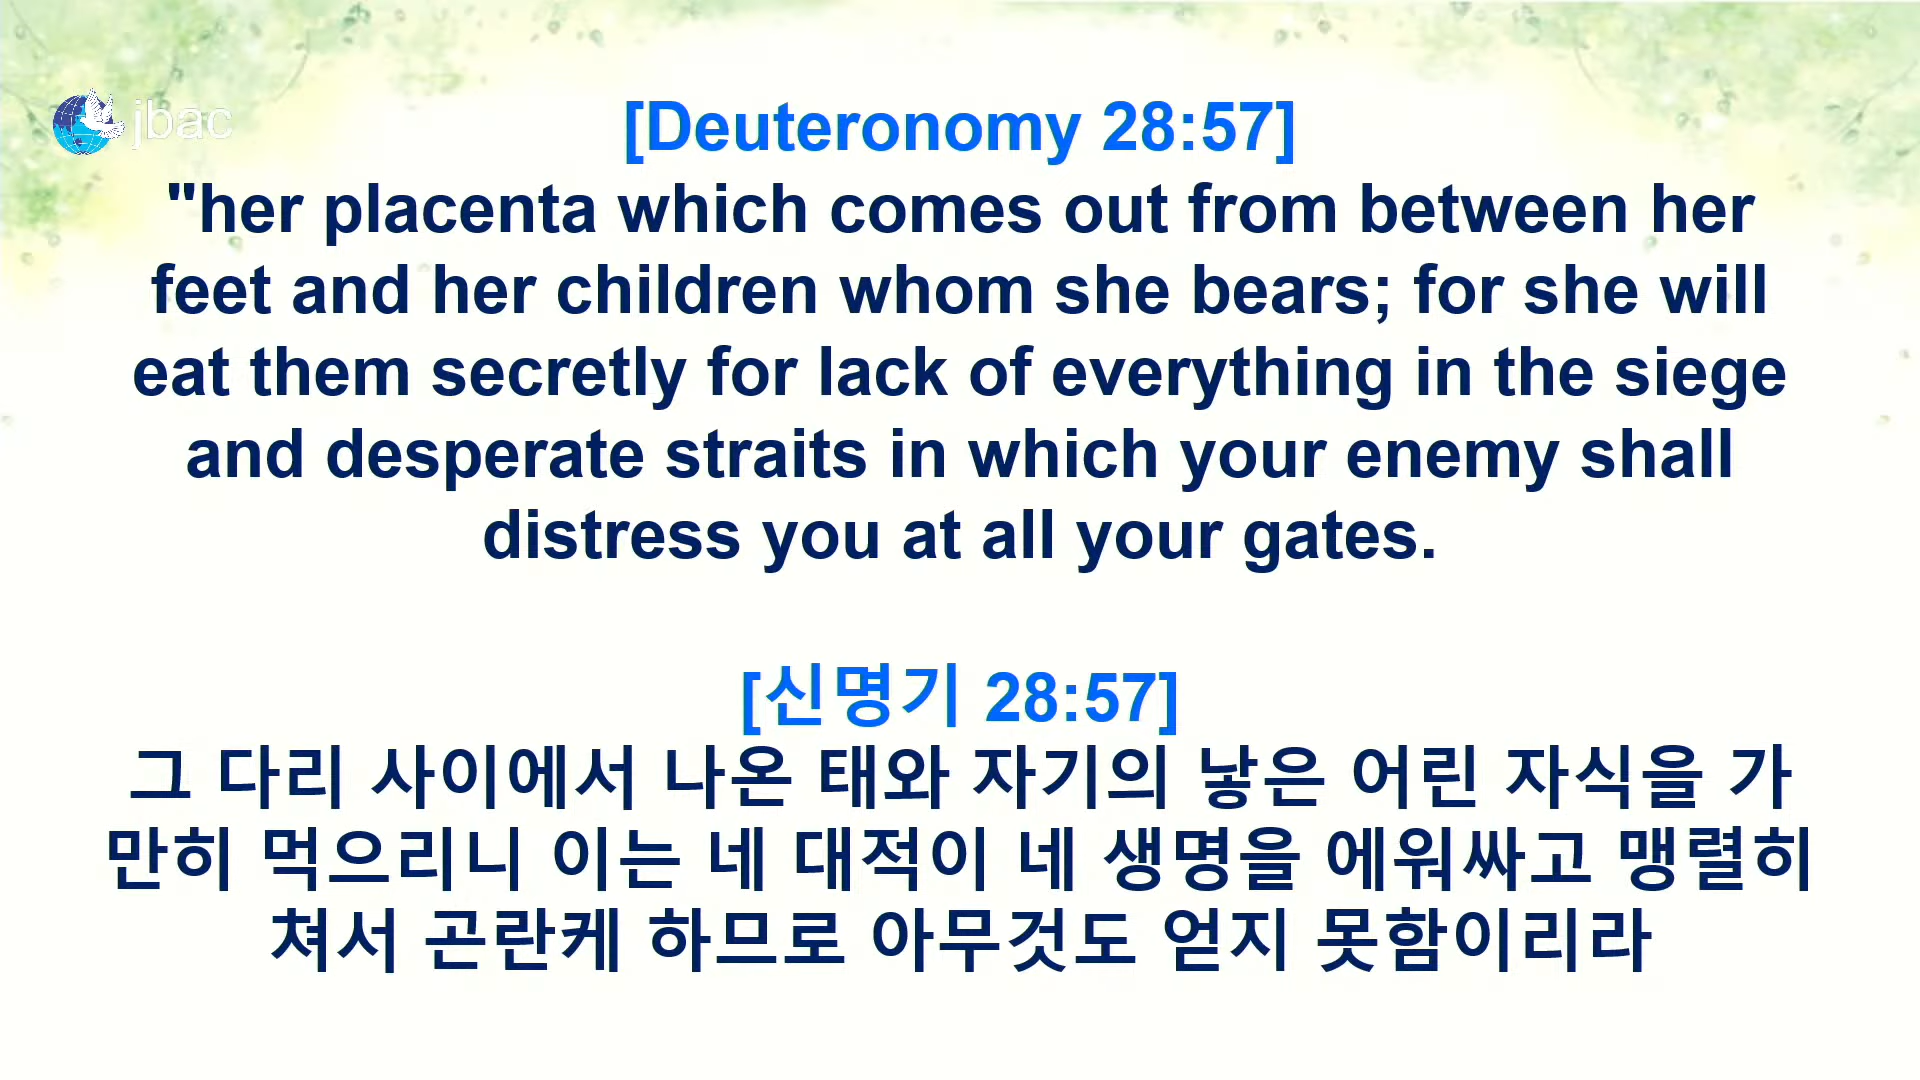 jbac
[Deuteronomy 28:57]
"her placenta which comes out from between her
feet and her children whom she bears; for she will
eat them secretly for lack of everything in the siege
and desperate straits in which your enemy shall
distress you at all your gates.
[신명기 28:57]
그 다리 사이에서 나온 태와 자기의 낳은 어린 자식을 가
만히 먹으리니 이는 네 대적이 네 생명을 에워싸고 맹렬히
쳐서 곤란케 하므로 아무것도 얻지 못함이리라